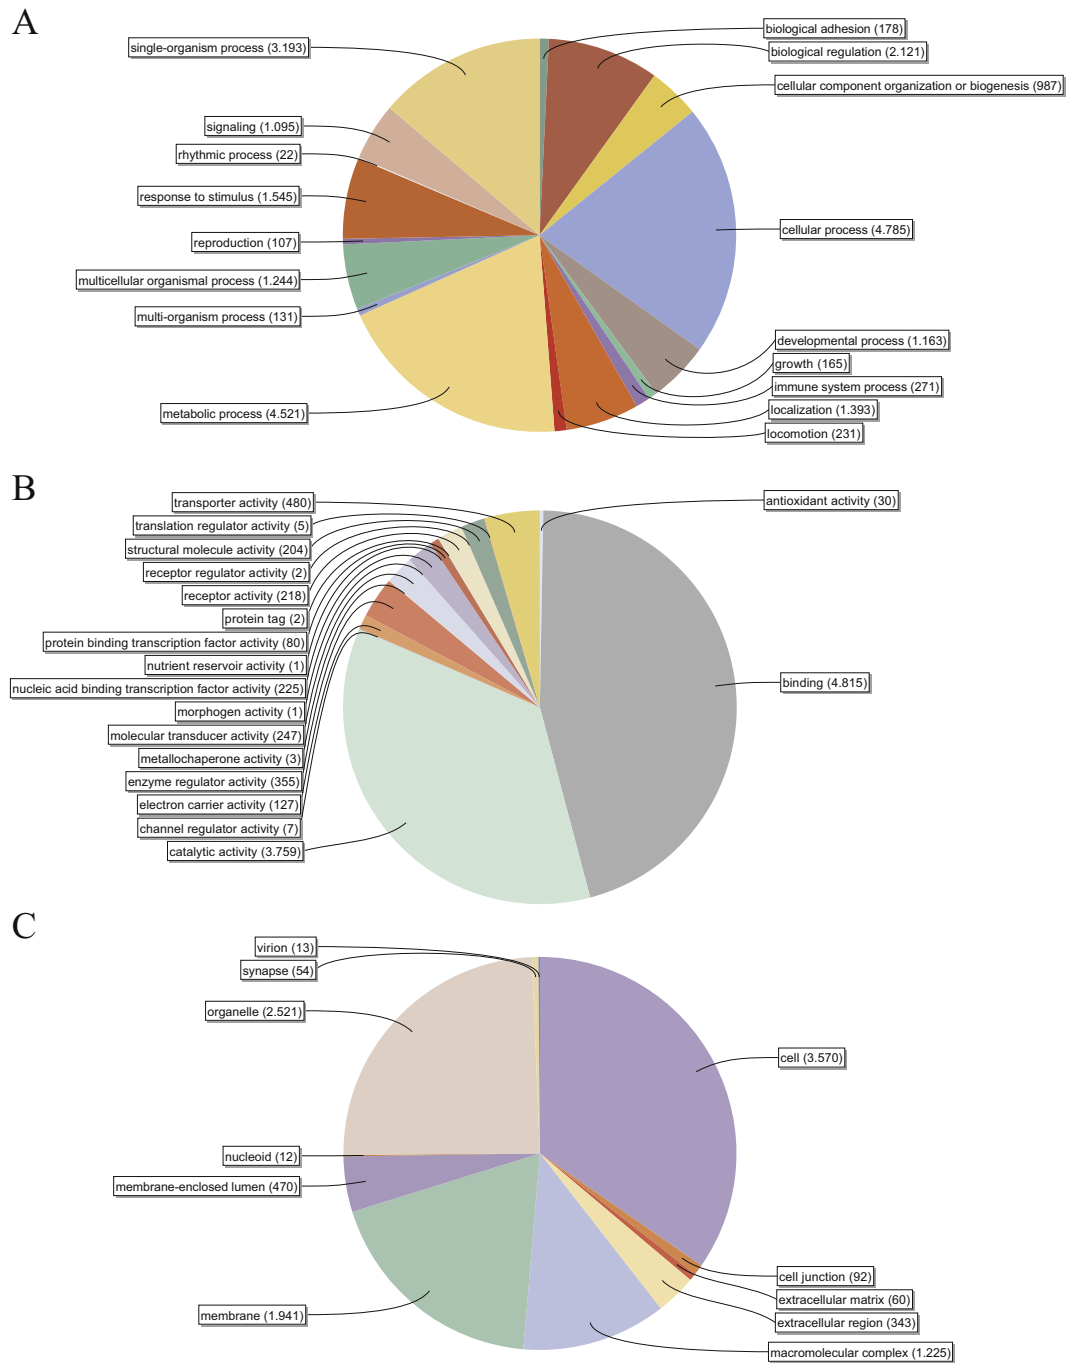 A
single-organism process (3.193)
biological adhesion (178)
biological regulation (2.121)
cellular component organization or biogenesis (987)
signaling (1.095)
rhythmic process (22)
response to stimulus (1.545)
cellular process (4.785)
reproduction (107)
multicellular organismal process (1.244)
multi-organism process (131)
developmental process (1.163)
growth (165)
immune system process (271)
metabolic process (4.521)
localization (1.393)
locomotion (231)
B
transporter activity (480)
antioxidant activity (30)
translation regulator activity (5)
structural molecule activity (204)
receptor regulator activity (2)
receptor activity (218)
protein tag (2)
protein binding transcription factor activity (80)
nutrient reservoir activity (1)
binding (4.815)
nucleic acid binding transcription factor activity (225)
morphogen activity (1)
molecular transducer activity (247)
metallochaperone activity (3)
enzyme regulator activity (355)
electron carrier activity (127)
channel regulator activity (7)
catalytic activity (3.759)
C
virion (13)
synapse (54)
organelle (2.521)
cell (3.570)
nucleoid (12)
membrane-enclosed lumen (470)
cell junction (92)
extracellular matrix (60)
membrane (1.941)
extracellular region (343)
macromolecular complex (1.225)